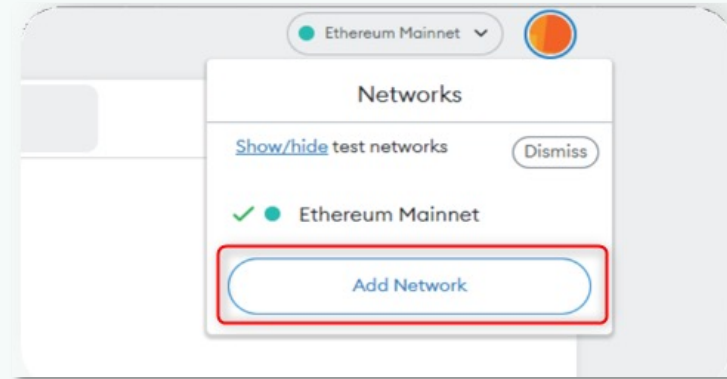 Ethereum Mainnet
Networks
Show/hide test networks
Dismiss
Ethereum Mainnet
Add Network